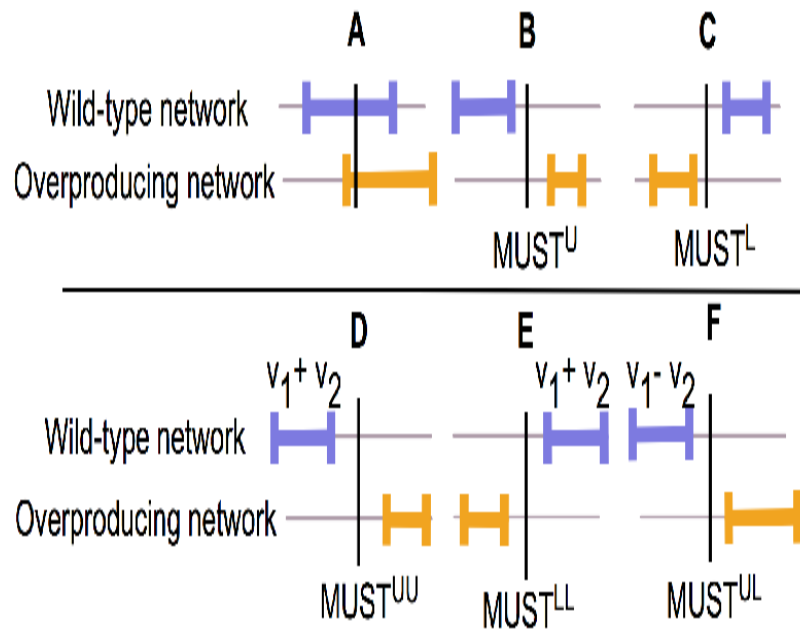 A B C
Wild-type network
Overproducing network
MUSTᵁ MUSTᴸ
D E F
v₁+ v₂ v₁+ v₂ v₁- v₂
Wild-type network
Overproducing network
MUSTᵁᵁ MUSTᴸᴸ MUSTᵁᴸ